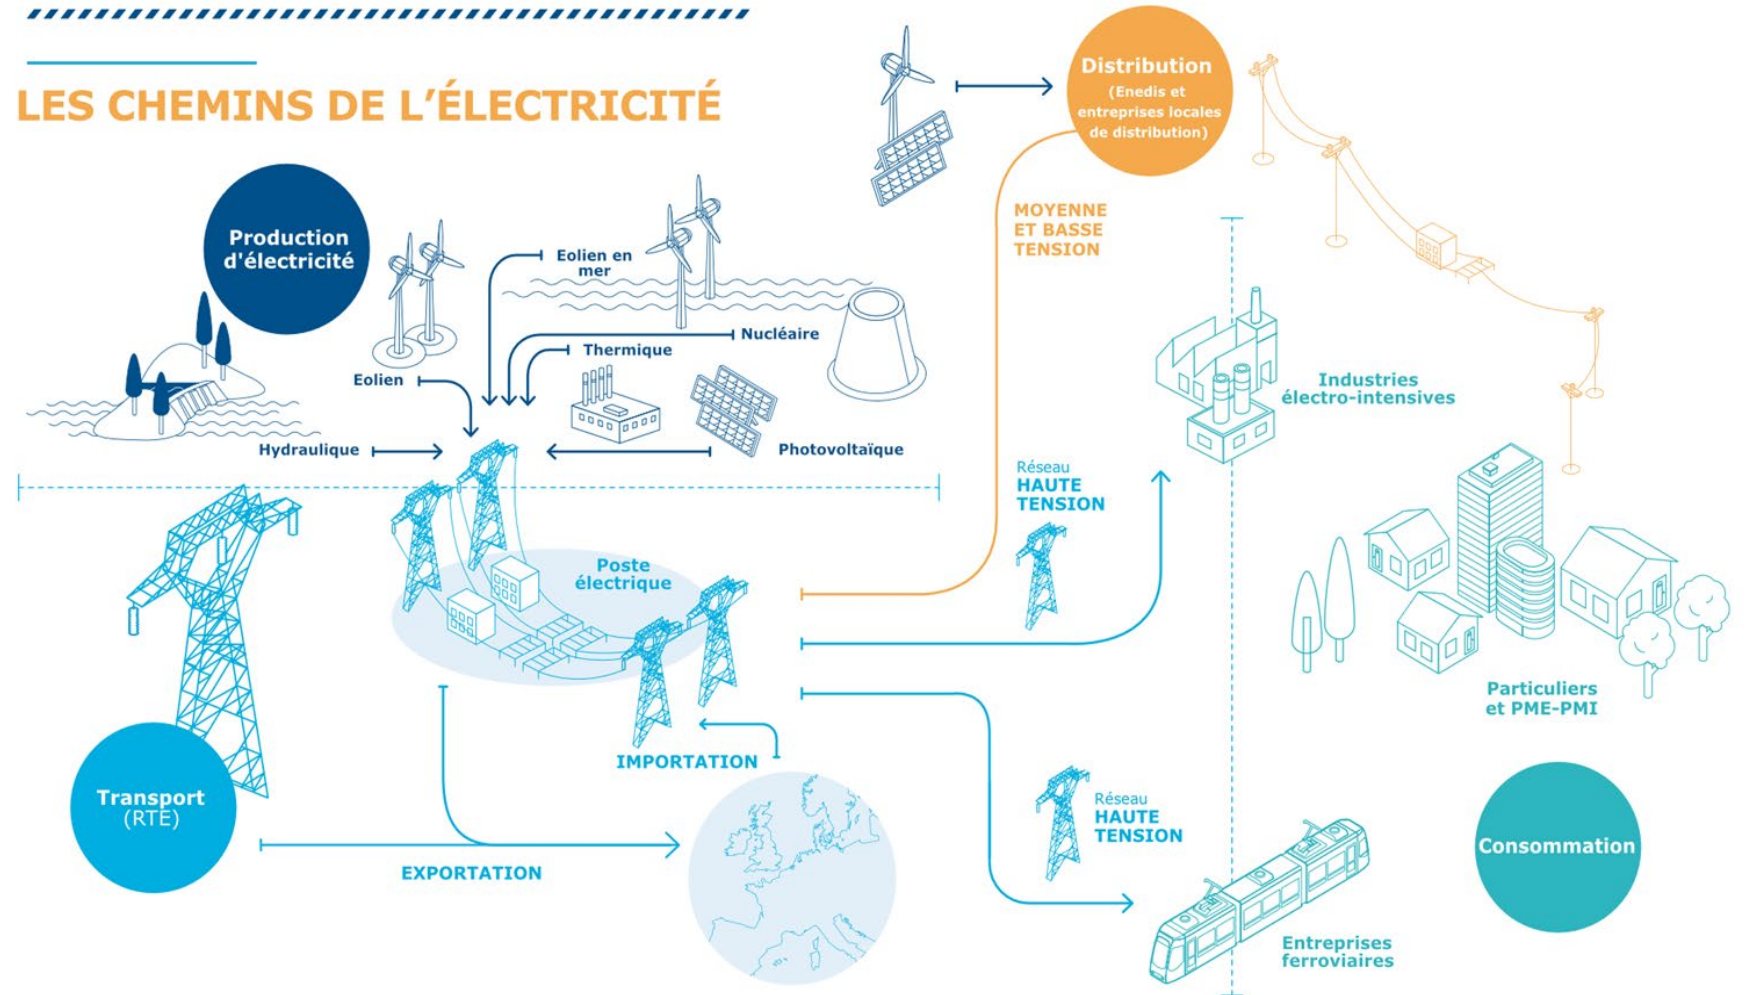 LES CHEMINS DE L'ÉLECTRICITÉ
Distribution
(Enedis et
entreprises locales
de distribution)
Production
d'électricité
MOYENNE
ET BASSE
TENSION
Eolien en
mer
Nucléaire
Thermique
Eolien
Hydraulique
Photovoltaïque
Industries
électro-intensives
Réseau
HAUTE
TENSION
Poste
électrique
Particuliers
et PME-PMI
IMPORTATION
Transport
(RTE)
EXPORTATION
Réseau
HAUTE
TENSION
Consommation
Entreprises
ferroviaires